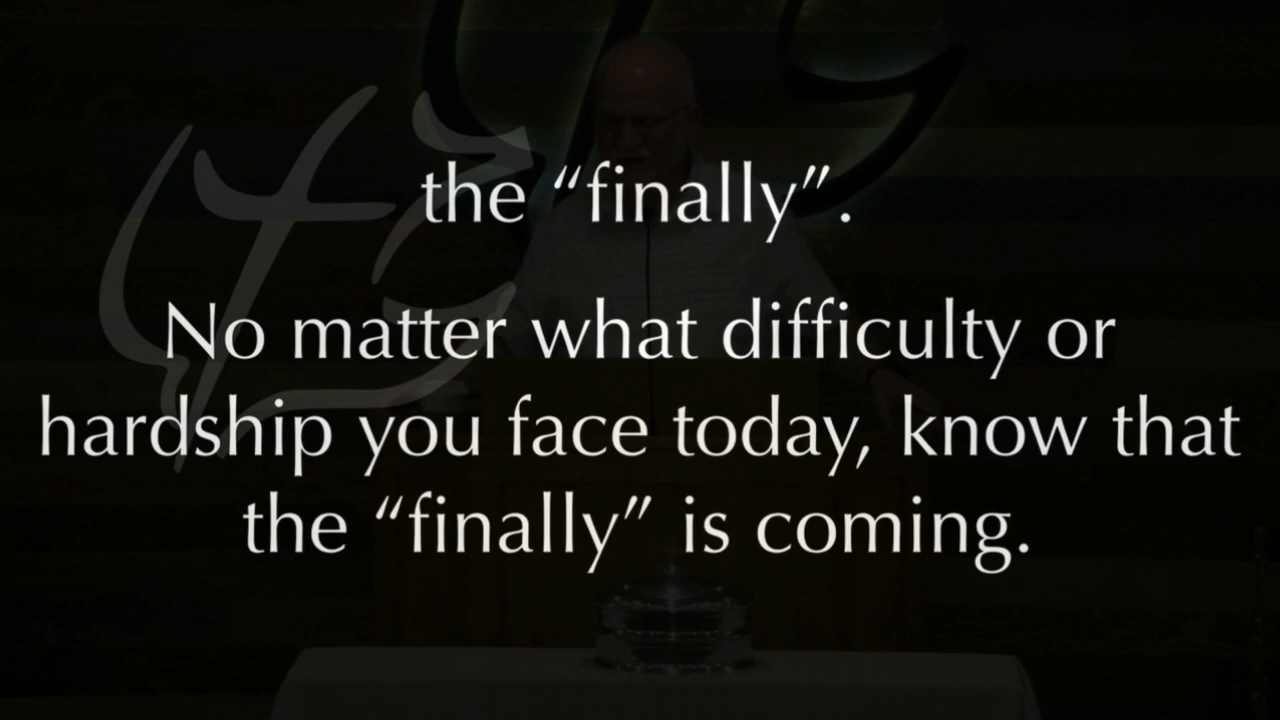 the “finally”.
No matter what difficulty or
hardship you face today, know that
the “finally” is coming.